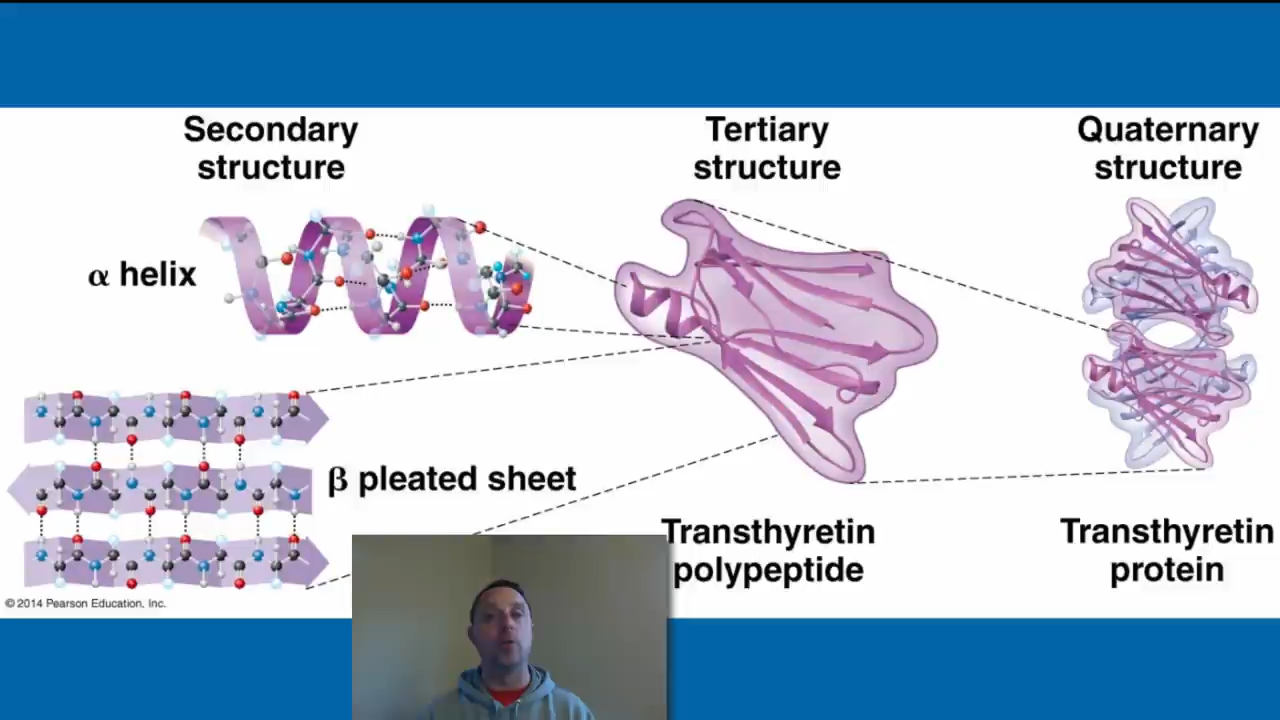 Secondary
structure
Tertiary
structure
Quaternary
structure
α helix
β pleated sheet
Transthyretin
polypeptide
Transthyretin
protein
© 2014 Pearson Education, Inc.